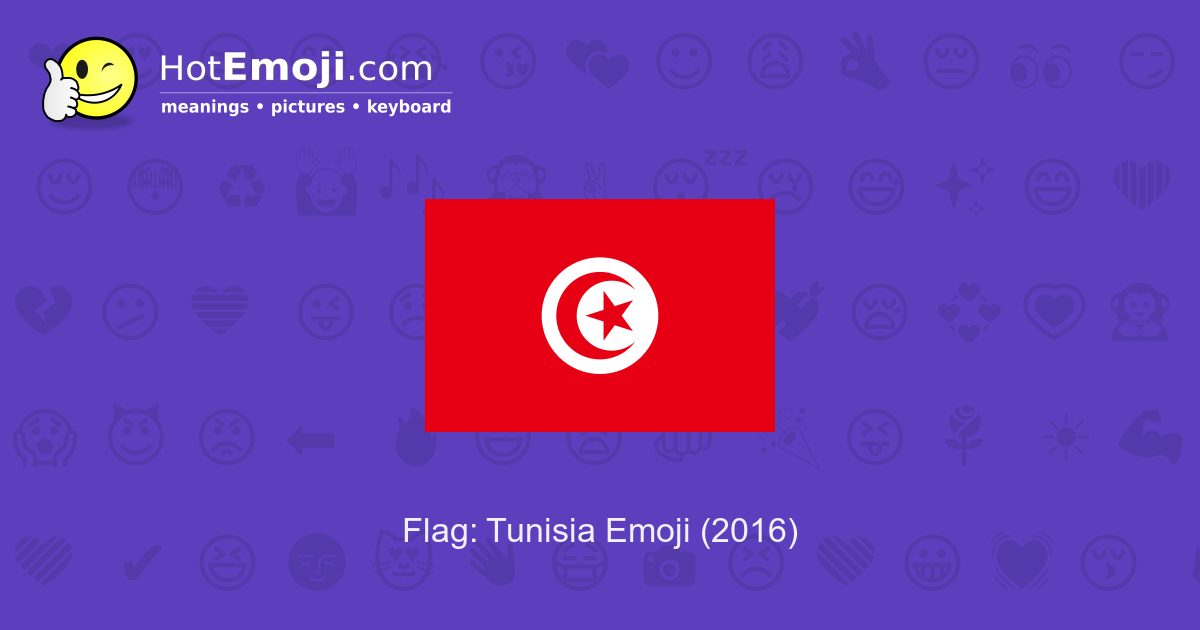 HotEmoji.com
meanings • pictures • keyboard
zzz
Flag: Tunisia Emoji (2016)